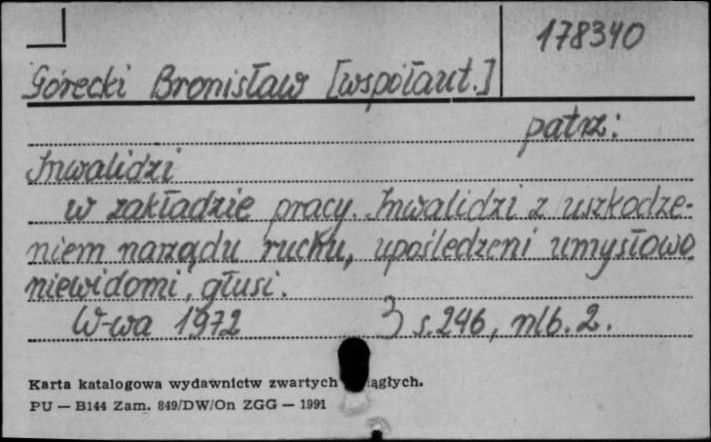 178340
Górecki Bronisław [współaut.]
patrz:
Inwalidzi
w zakładzie pracy. Inwalidzi z uszkodze-
niem narządu ruchu, upośledzeni umysłowo
niewidomi, głusi.
W-wa 1972 s. 246, nlb. 2.
Karta katalogowa wydawnictw zwartych ągłych.
PU — B144 Zam. 849/DW/On ZGG — 1991